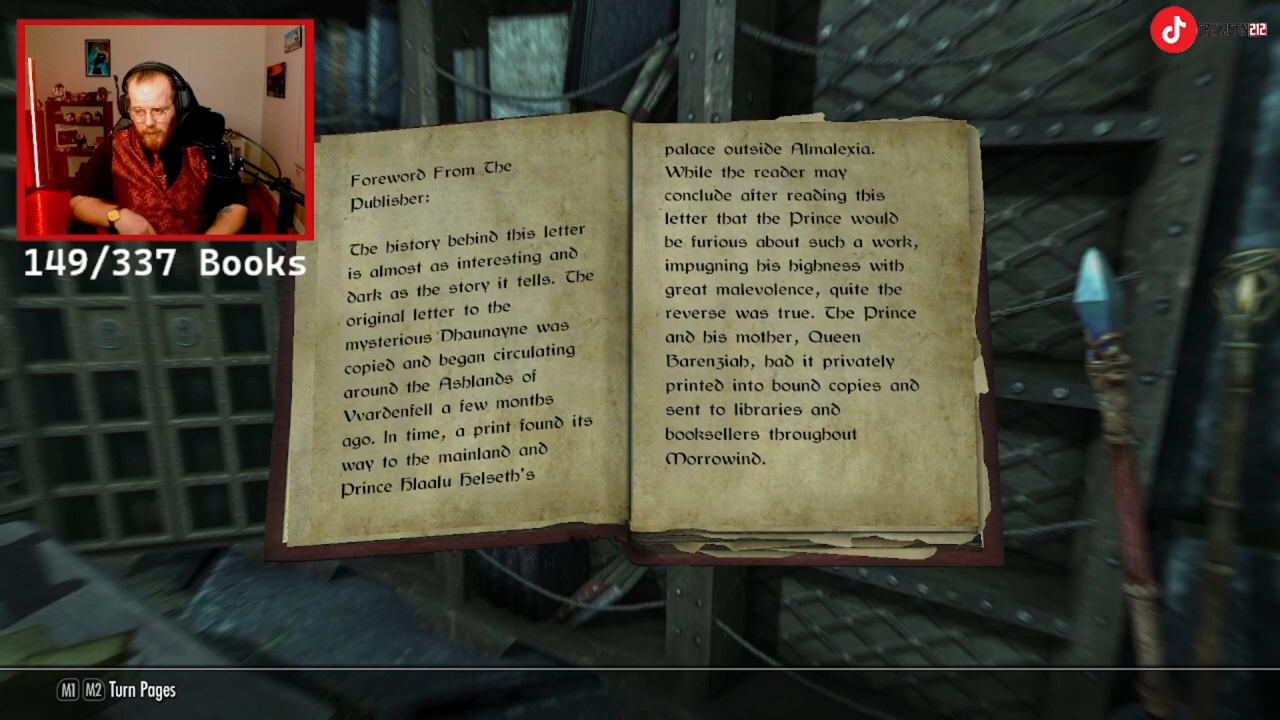 149/337 Books
Foreword From The
Publisher:
The history behind this letter
is almost as interesting and
dark as the story it tells. The
original letter to the
mysterious Dhaunayne was
copied and began circulating
around the Ashlands of
Vvardenfell a few months
ago. In time, a print found its
way to the mainland and
Prince Hlaalu Helseth's
palace outside Almalexia.
While the reader may
conclude after reading this
letter that the Prince would
be furious about such a work,
impugning his highness with
great malevolence, quite the
reverse was true. The Prince
and his mother, Queen
Barenziah, had it privately
printed into bound copies and
sent to libraries and
booksellers throughout
Morrowind.
M1 M2 Turn Pages